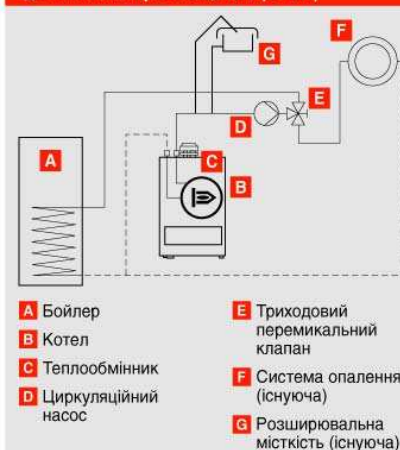 G
F
E
D
A
C
B
A Бойлер
B Котел
C Теплообмінник
D Циркуляційний
насос
E Триходовий
перемикальний
клапан
F Система опалення
(існуюча)
G Розширювальна
місткість (існуюча)